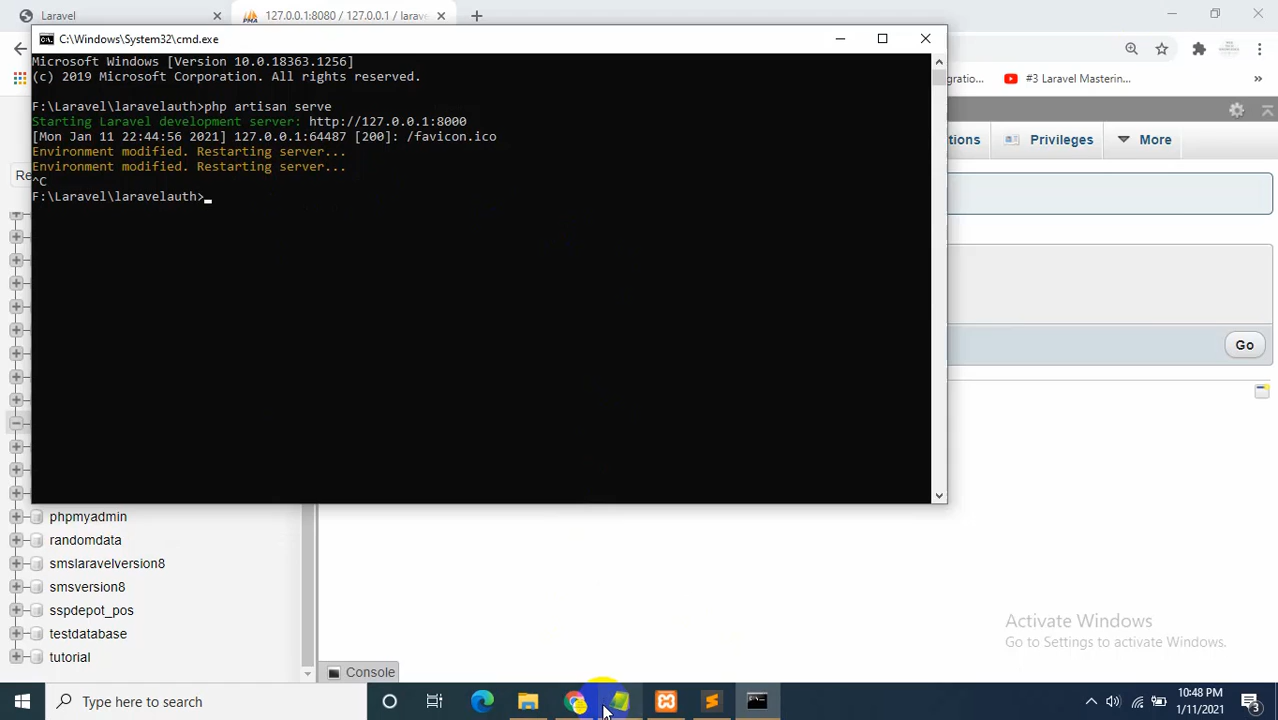 Laravel
127.0.0.1:8080 / 127.0.0.1 / larav
C:\Windows\System32\cmd.exe
Microsoft Windows [Version 10.0.18363.1256]
(c) 2019 Microsoft Corporation. All rights reserved.
F:\Laravel\laravelauth>php artisan serve
Starting Laravel development server: http://127.0.0.1:8000
[Mon Jan 11 22:44:56 2021] 127.0.0.1:64487 [200]: /favicon.ico
Environment modified. Restarting server...
Environment modified. Restarting server...
^C
F:\Laravel\laravelauth>
gratio...
#3 Laravel Mastering...
»
tions
Privileges
More
Re
Go
phpmyadmin
randomdata
smslaravelversion8
smsversion8
sspdepot_pos
testdatabase
tutorial
Console
Activate Windows
Go to Settings to activate Windows.
Type here to search
10:48 PM
1/11/2021
3